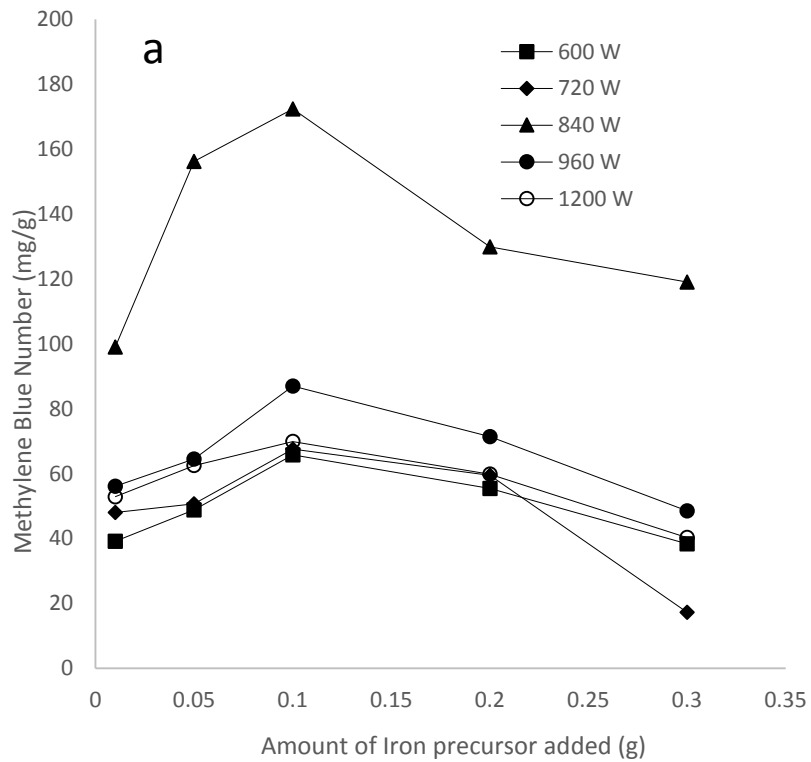 a
600 W
720 W
840 W
960 W
1200 W
Methylene Blue Number (mg/g)
200
180
160
140
120
100
80
60
40
20
0
0 0.05 0.1 0.15 0.2 0.25 0.3 0.35
Amount of Iron precursor added (g)